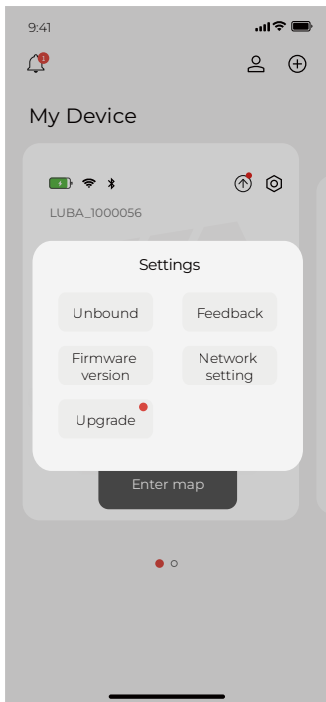 9:41
1
My Device
LUBA_1000056
Settings
Unbound
Feedback
Firmware
version
Network
setting
Upgrade
Enter map